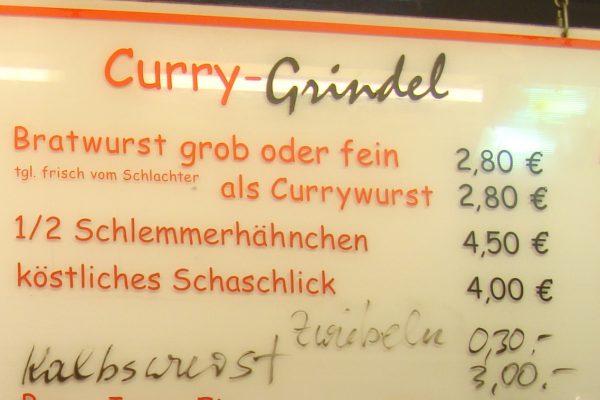 Curry-Grindel
Bratwurst grob oder fein 2,80 €
tgl. frisch vom Schlachter als Currywurst 2,80 €
1/2 Schlemmerhähnchen 4,50 €
köstliches Schaschlick 4,00 €
Zwiebeln 0,30.-
Kalbswurst 3,00.-